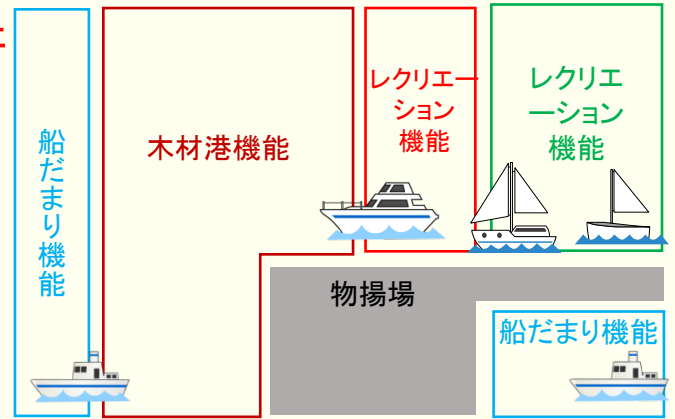 船だまり機能
木材港機能
レクリエー
ション
機能
レクリエ
ーション
機能
物揚場
船だまり機能